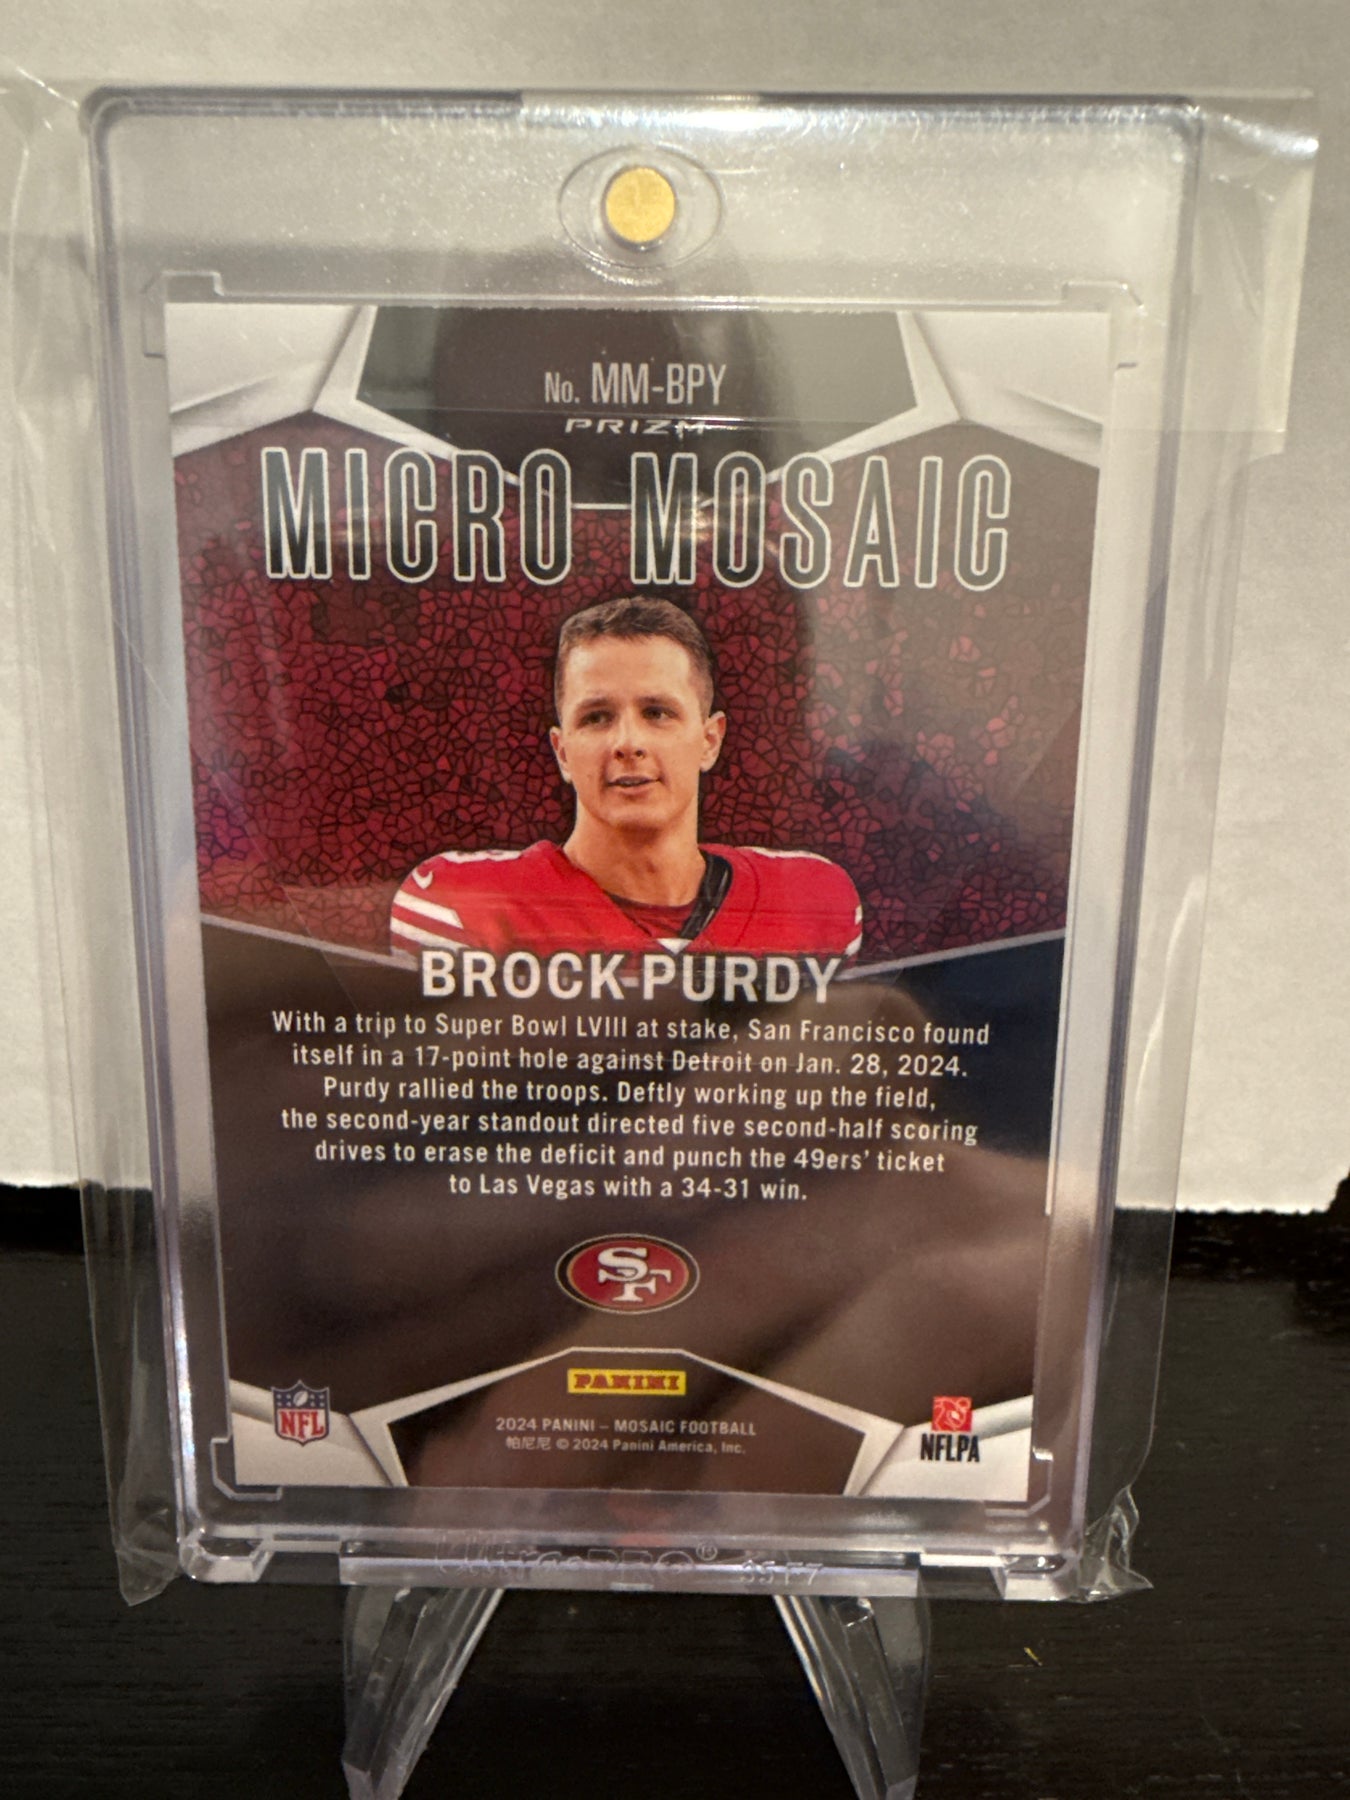 No. MM-BPY
PRIZM
MICRO MOSAIC
BROCK PURDY
With a trip to Super Bowl LVIII at stake, San Francisco found
itself in a 17-point hole against Detroit on Jan. 28, 2024.
Purdy rallied the troops. Deftly working up the field,
the second-year standout directed five second-half scoring
drives to erase the deficit and punch the 49ers' ticket
to Las Vegas with a 34-31 win.
SF
PANINI
NFL
2024 PANINI – MOSAIC FOOTBALL
帕尼尼 © 2024 Panini America, Inc.
NFLPA
UltraPRO®